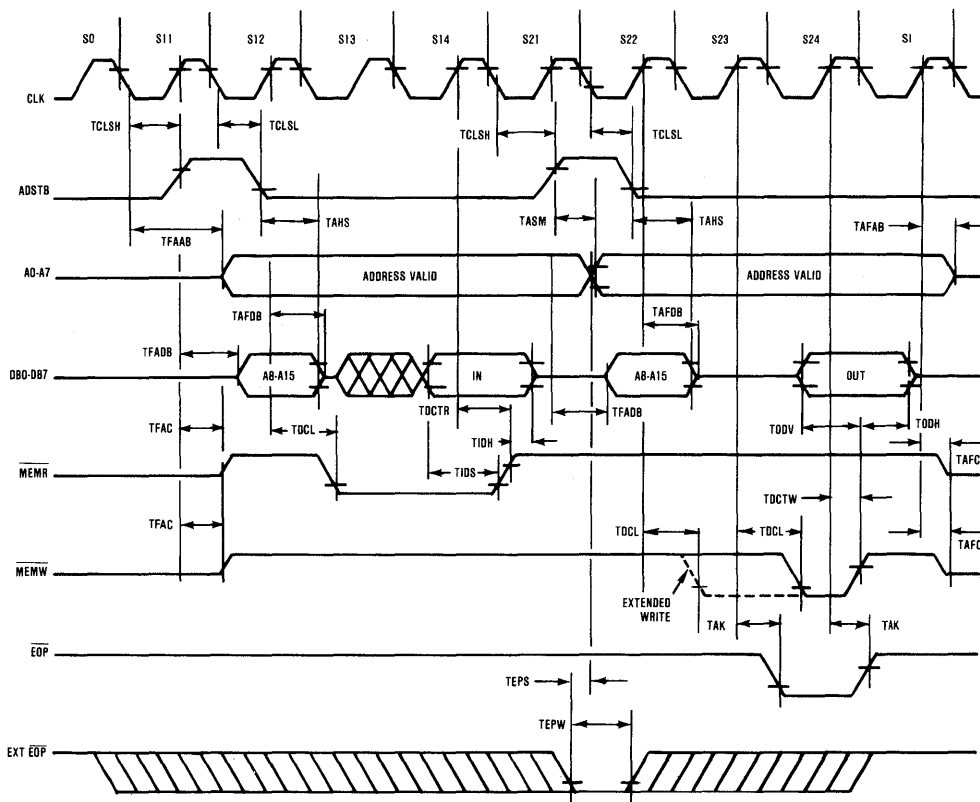 S0 S11 S12 S13 S14 S21 S22 S23 S24 SI
CLK
TCLSH TCLSL TCLSH TCLSL
ADSTB
TAHS TASM TAHS
TFAAB TAFAB
A0-A7 ADDRESS VALID ADDRESS VALID
TAFDB TAFDB
TFADB
DB0-DB7 A8-A15 IN A8-A15 OUT
TDCTR TFADB
TFAC TDCL TIDH TODV TODH
MEMR TIDS TAFC
TDCTW
TFAC TDCL TDCL TAFC
MEMW
EXTENDED
WRITE
TAK TAK
EOP
TEPS
TEPW
EXT EOP